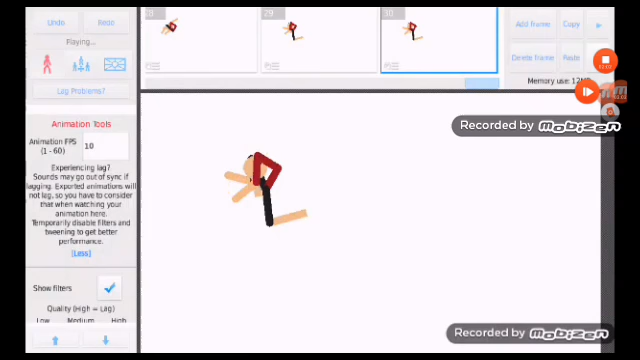 Undo Redo
Playing...
Lag Problems?
29
30
Add frame Copy
Delete frame Paste
Memory use: 12M
Recorded by mobizen
Animation Tools
Animation FPS
(1 - 60)
10
Experiencing lag?
Sounds may go out of sync if
lagging. Exported animations will
not lag, so you have to consider
that when watching your
animation here.
Temporarily disable filters and
tweening to get better
performance.
[Less]
Show filters
Quality (High = Lag)
Low Medium High
Recorded by mobizen